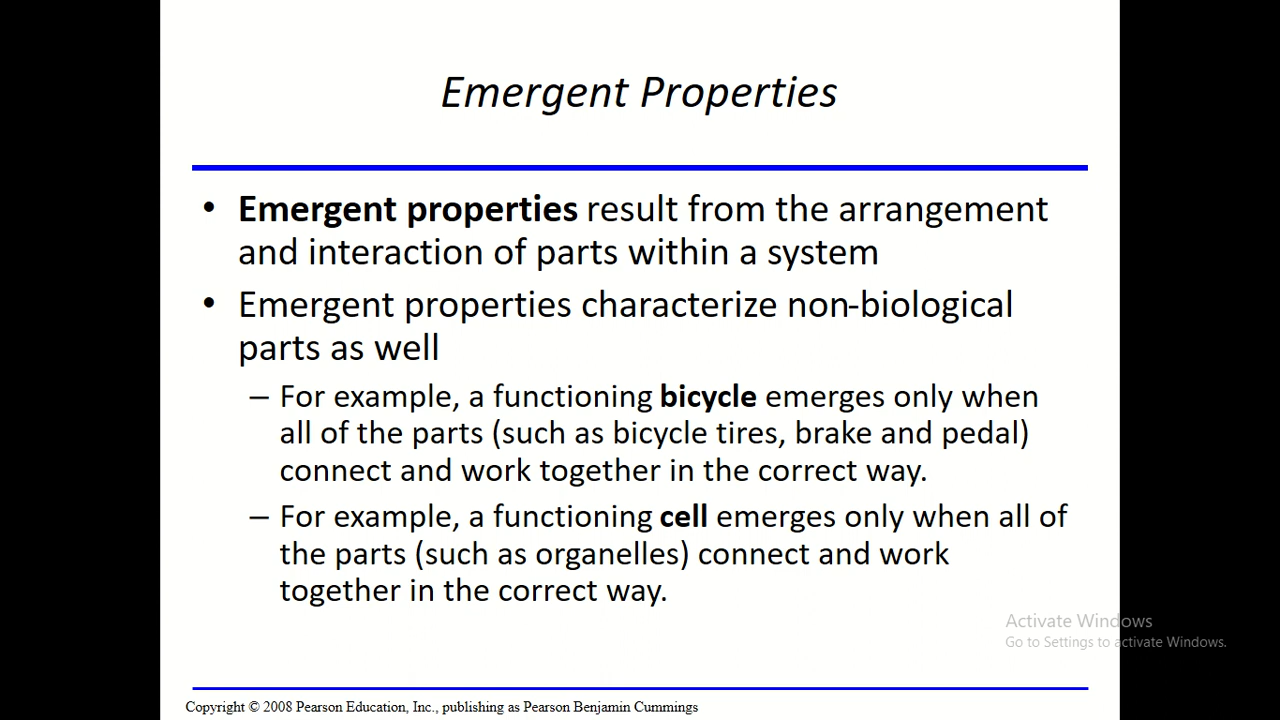 Emergent Properties
• Emergent properties result from the arrangement
and interaction of parts within a system
• Emergent properties characterize non-biological
parts as well
– For example, a functioning bicycle emerges only when
all of the parts (such as bicycle tires, brake and pedal)
connect and work together in the correct way.
– For example, a functioning cell emerges only when all of
the parts (such as organelles) connect and work
together in the correct way.
Activate Windows
Go to Settings to activate Windows.
Copyright © 2008 Pearson Education, Inc., publishing as Pearson Benjamin Cummings